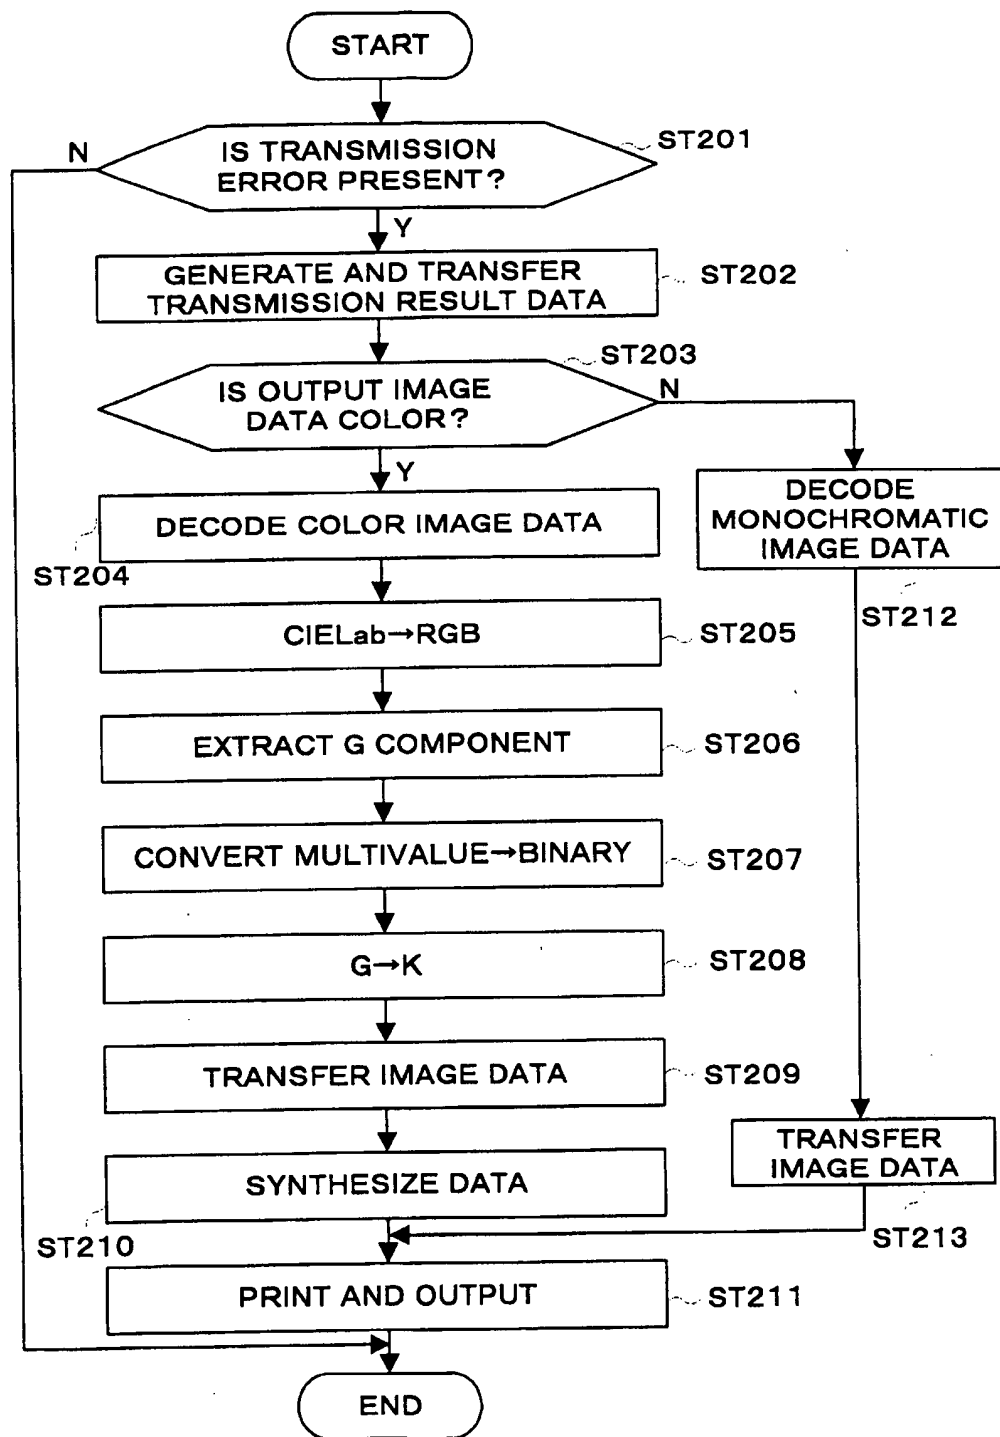 START
N
IS TRANSMISSION
ERROR PRESENT?
ST201
Y
GENERATE AND TRANSFER
TRANSMISSION RESULT DATA
ST202
ST203
IS OUTPUT IMAGE
DATA COLOR?
N
Y
DECODE COLOR IMAGE DATA
ST204
DECODE
MONOCHROMATIC
IMAGE DATA
ST212
CIELab→RGB
ST205
EXTRACT G COMPONENT
ST206
CONVERT MULTIVALUE→BINARY
ST207
G→K
ST208
TRANSFER IMAGE DATA
ST209
TRANSFER
IMAGE DATA
ST213
SYNTHESIZE DATA
ST210
PRINT AND OUTPUT
ST211
END